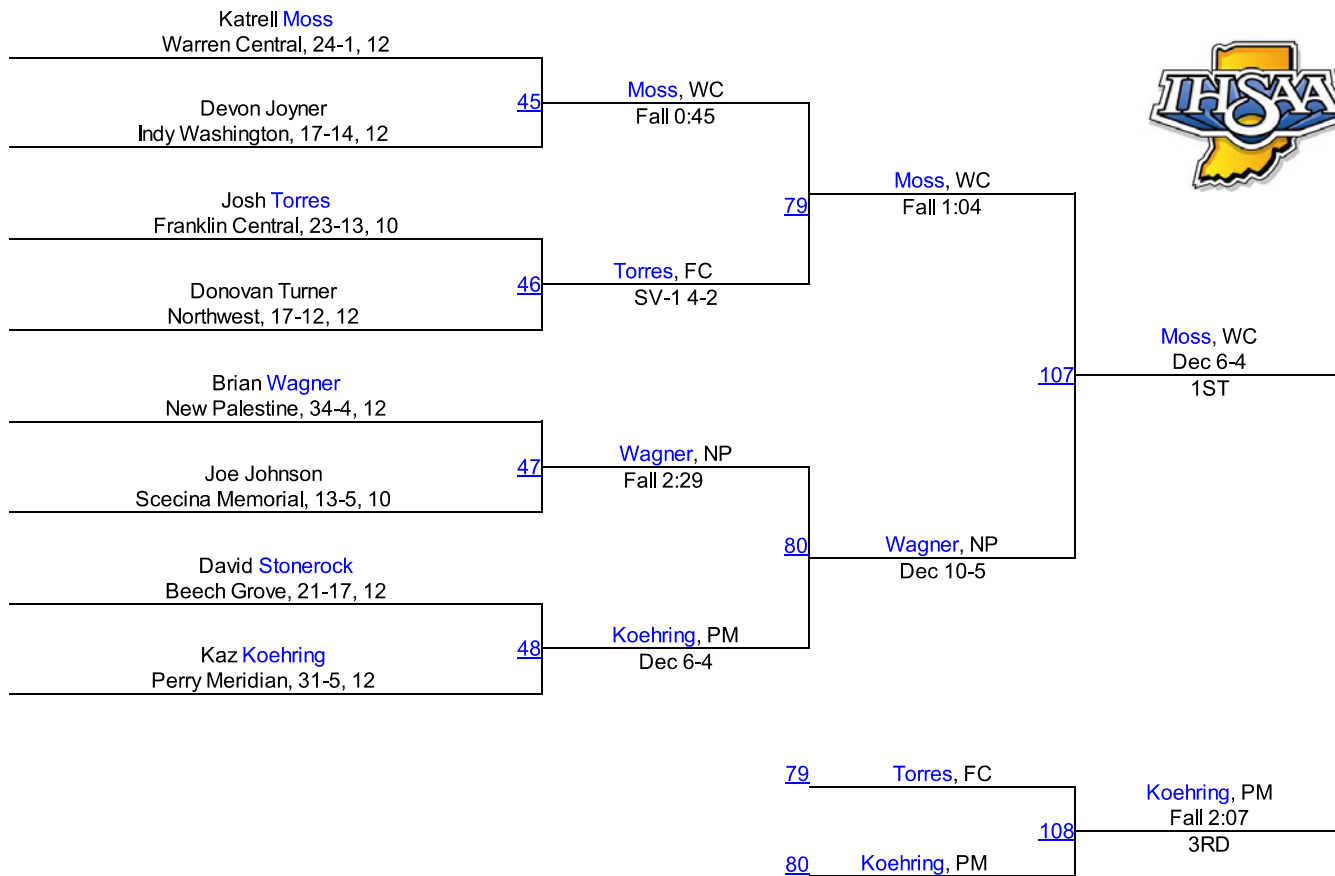 Katrell Moss
Warren Central, 24-1, 12
Devon Joyner
Indy Washington, 17-14, 12
45
Moss, WC
Fall 0:45
Josh Torres
Franklin Central, 23-13, 10
Donovan Turner
Northwest, 17-12, 12
46
Torres, FC
SV-1 4-2
79
Moss, WC
Fall 1:04
Brian Wagner
New Palestine, 34-4, 12
Joe Johnson
Scecina Memorial, 13-5, 10
47
Wagner, NP
Fall 2:29
David Stonerock
Beech Grove, 21-17, 12
Kaz Koehring
Perry Meridian, 31-5, 12
48
Koehring, PM
Dec 6-4
80
Wagner, NP
Dec 10-5
107
Moss, WC
Dec 6-4
1ST
79
Torres, FC
80
Koehring, PM
108
Koehring, PM
Fall 2:07
3RD
IHSAA